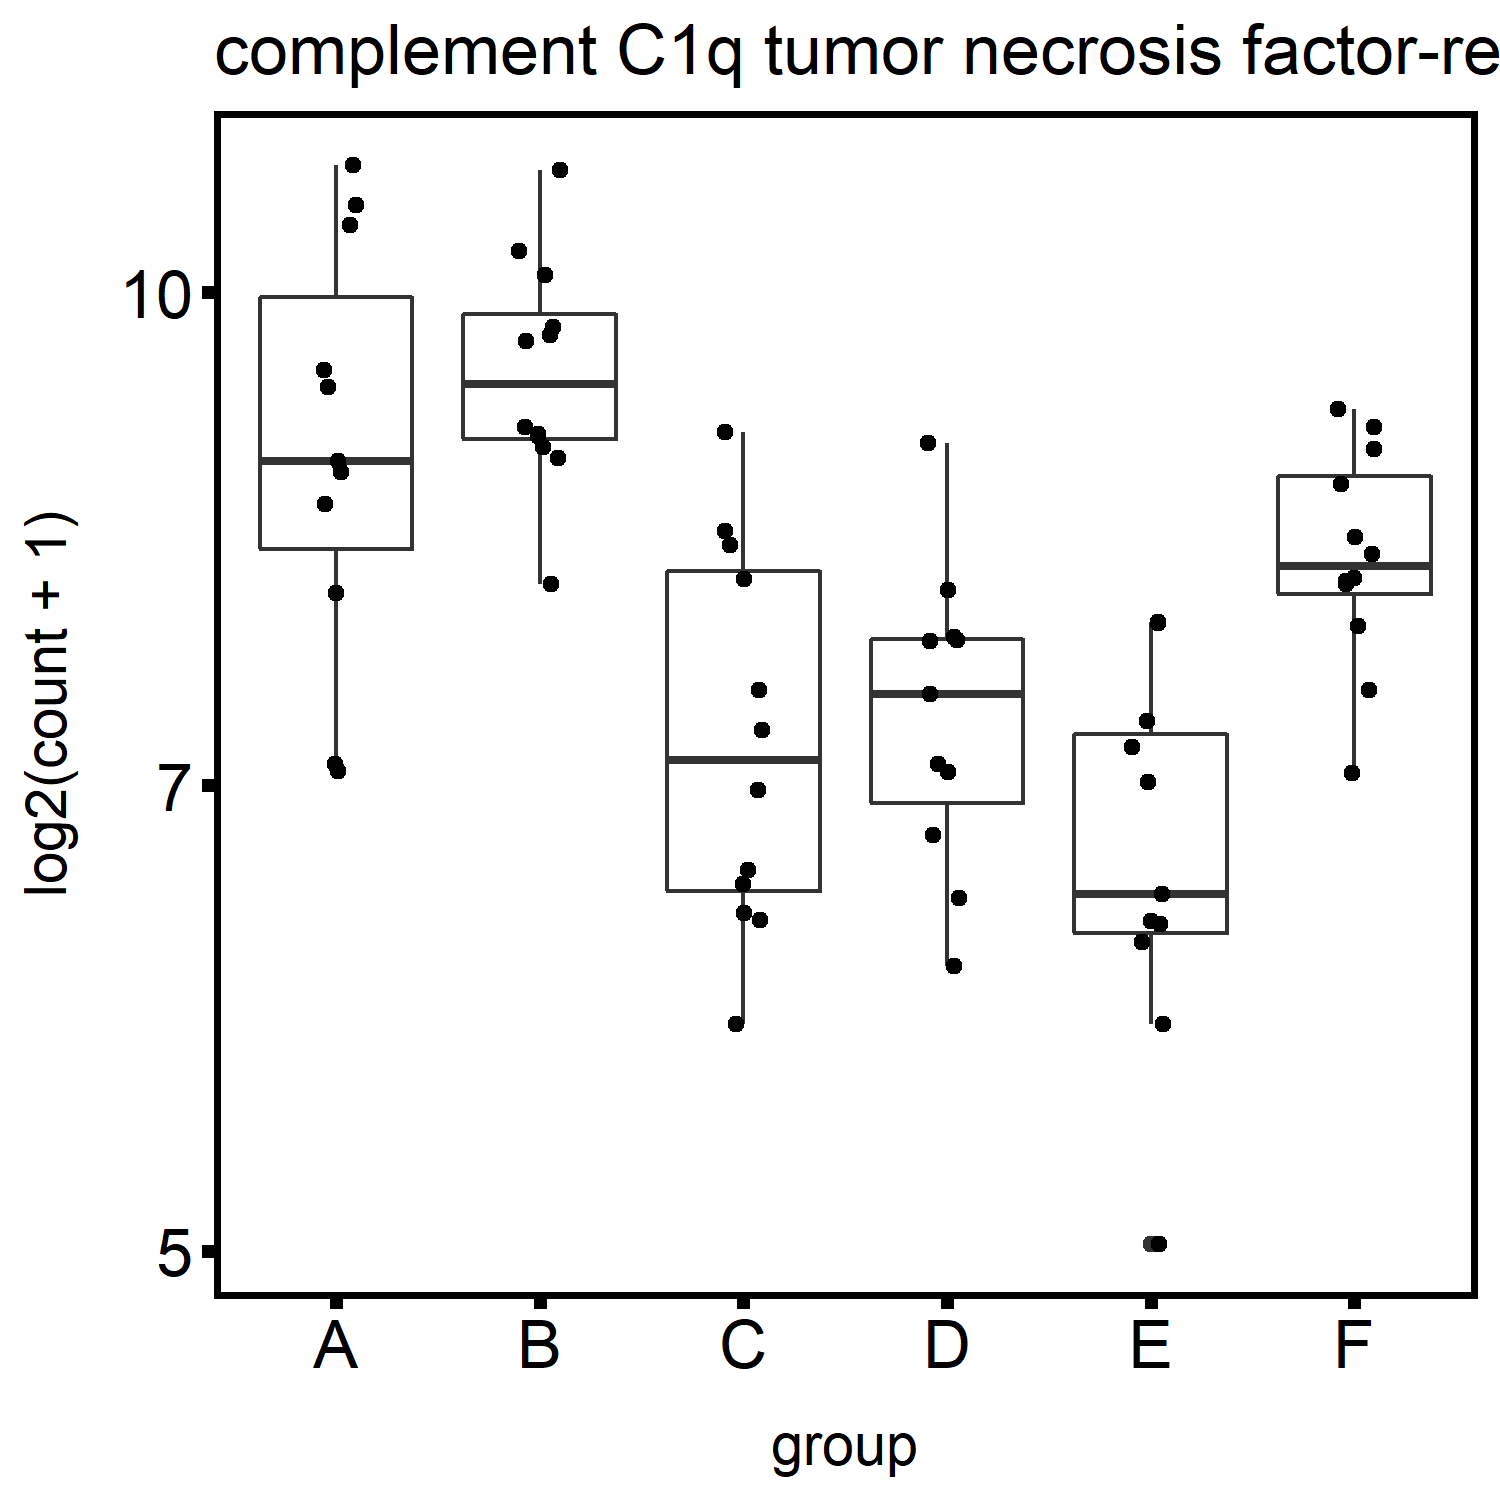 complement C1q tumor necrosis factor-re
log2(count + 1)
10
7
5
A B C D E F
group